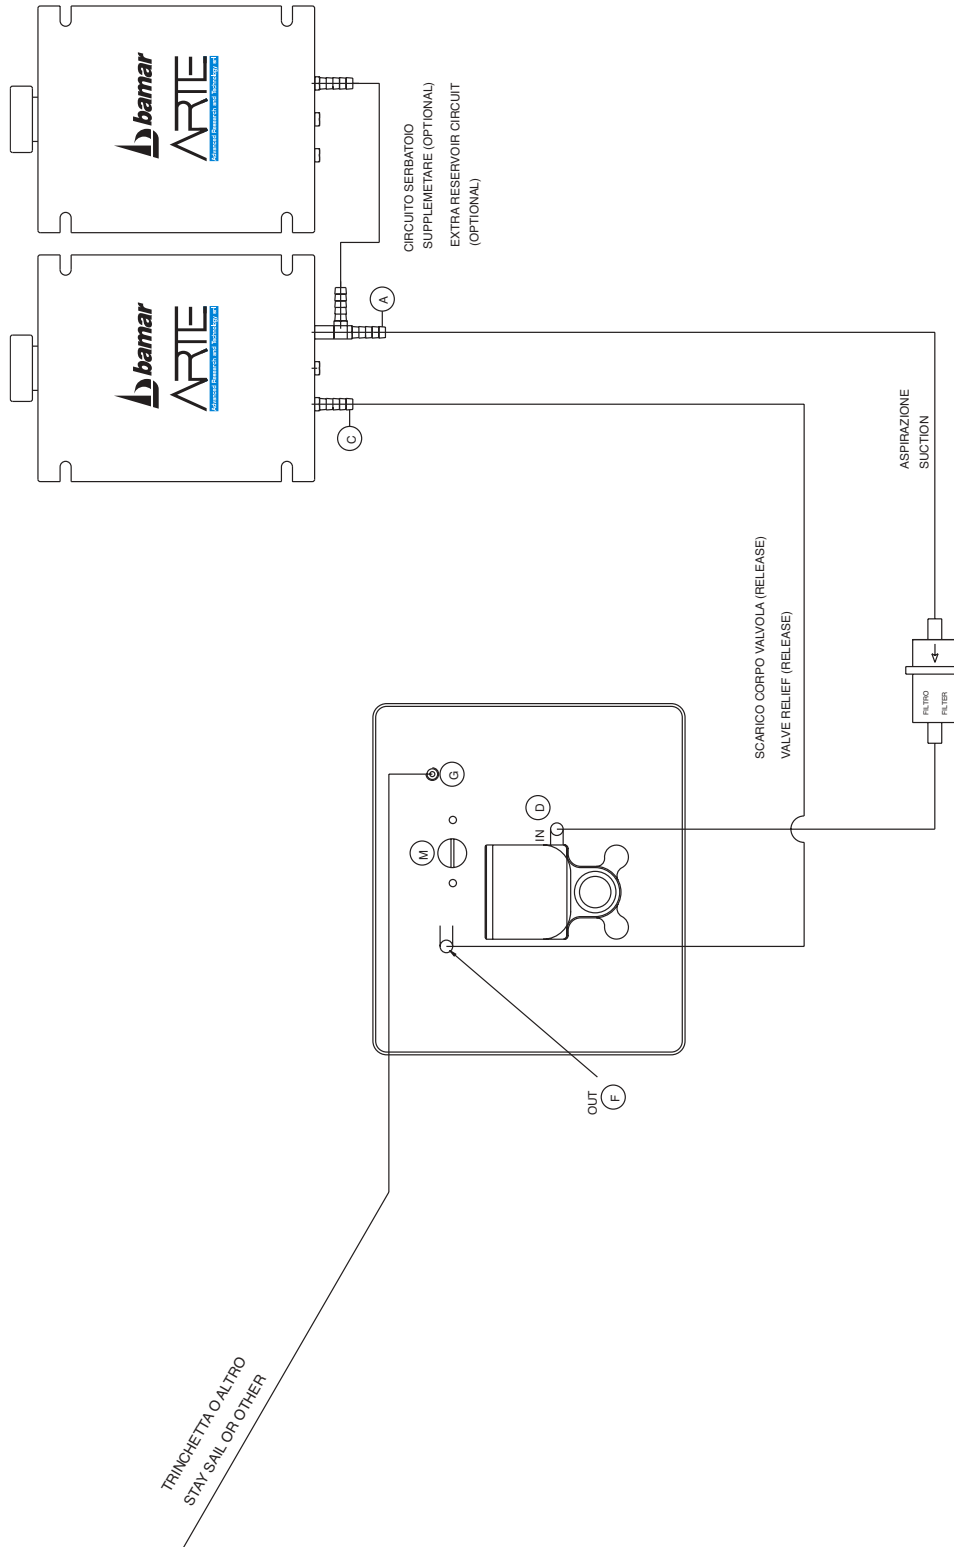 bamar
ARTE
Advanced Research and Technology srl
bamar
ARTE
Advanced Research and Technology srl
CIRCUITO SERBATOIO
SUPPLEMETARE (OPTIONAL)
EXTRA RESERVOIR CIRCUIT
(OPTIONAL)
A
C
ASPIRAZIONE
SUCTION
SCARICO CORPO VALVOLA (RELEASE)
VALVE RELIEF (RELEASE)
FILTRO
FILTER
G
M
D
IN
OUT
F
TRINCHETTA O ALTRO
STAY SAIL OR OTHER